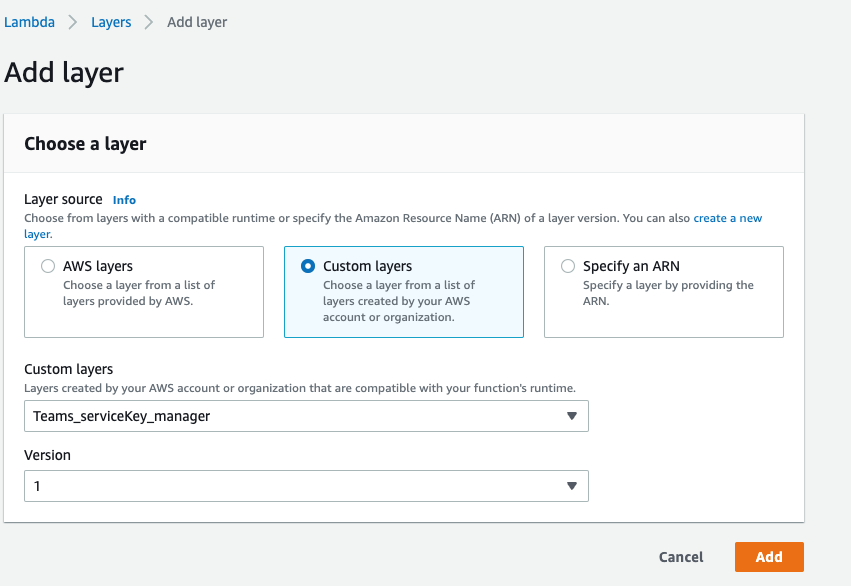 Lambda > Layers > Add layer
Add layer
Choose a layer
Layer source Info
Choose from layers with a compatible runtime or specify the Amazon Resource Name (ARN) of a layer version. You can also create a new
layer.
AWS layers
Choose a layer from a list of
layers provided by AWS.
Custom layers
Choose a layer from a list of
layers created by your AWS
account or organization.
Specify an ARN
Specify a layer by providing the
ARN.
Custom layers
Layers created by your AWS account or organization that are compatible with your function's runtime.
Teams_serviceKey_manager
Version
1
Cancel Add